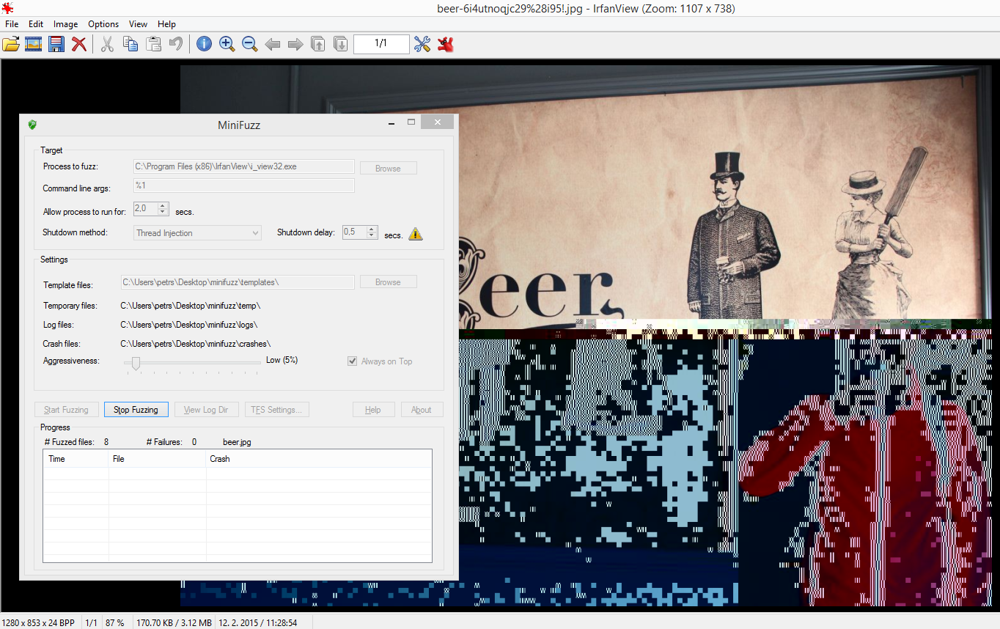 beer-6i4utnoqjc29%28i95!.jpg - IrfanView (Zoom: 1107 x 738)
File Edit Image Options View Help
1/1
MiniFuzz
Target
Process to fuzz: C:\Program Files (x86)\IrfanView\i_view32.exe Browse
Command line args: %1
Allow process to run for: 2,0 secs.
Shutdown method: Thread Injection Shutdown delay: 0,5 secs.
Settings
Template files: C:\Users\petrs\Desktop\minifuzz\templates\ Browse
Temporary files: C:\Users\petrs\Desktop\minifuzz\temp\
Log files: C:\Users\petrs\Desktop\minifuzz\logs\
Crash files: C:\Users\petrs\Desktop\minifuzz\crashes\
Aggressiveness: Low (5%) Always on Top
Start Fuzzing Stop Fuzzing View Log Dir TFS Settings... Help About
Progress
# Fuzzed files: 8 # Failures: 0 beer.jpg
Time File Crash
Beer
1280 x 853 x 24 BPP 1/1 87 % 170.70 KB / 3.12 MB 12. 2. 2015 / 11:28:54